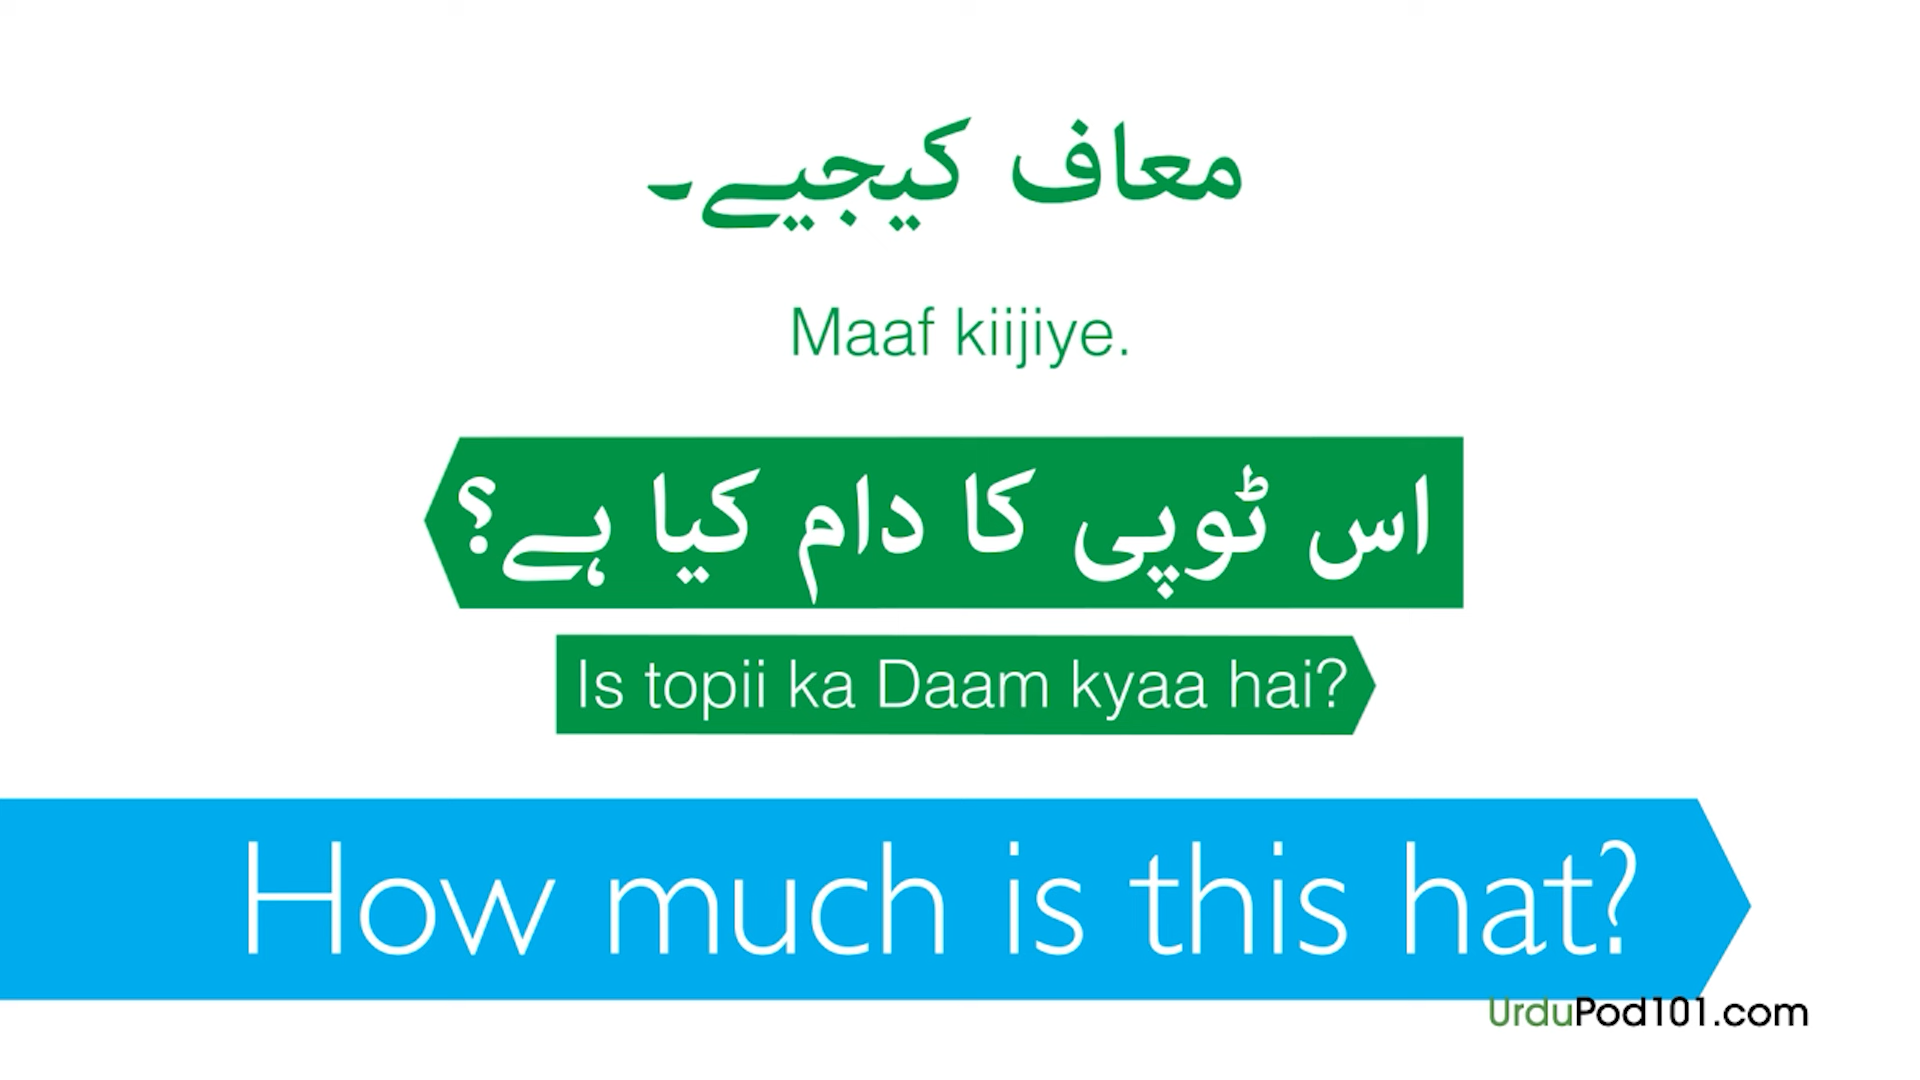 معاف کیجیے۔
Maaf kiijiye.
اس ٹوپی کا دام کیا ہے؟
Is topii ka Daam kyaa hai?
How much is this hat?
UrduPod101.com